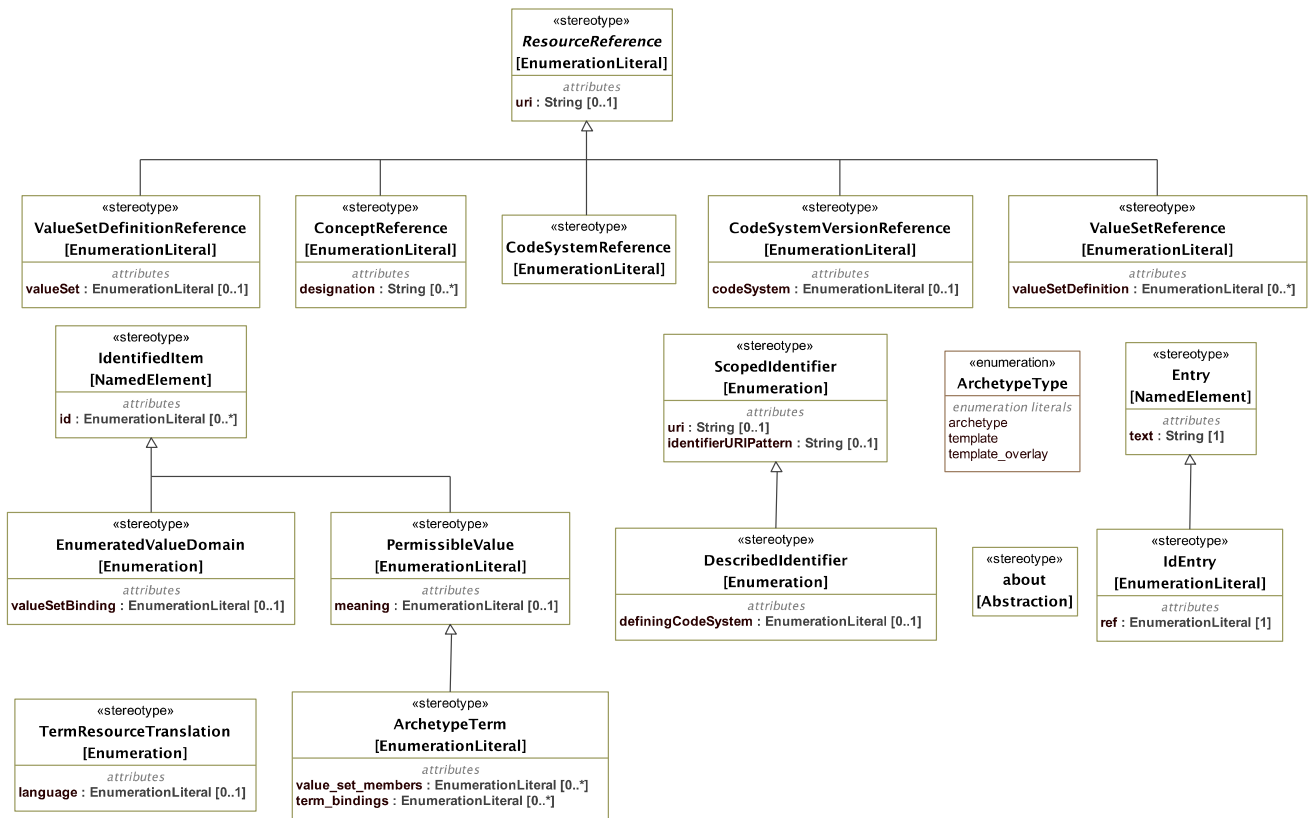 «stereotype»
ResourceReference
[EnumerationLiteral]
attributes
uri : String [0..1]
«stereotype»
ValueSetDefinitionReference
[EnumerationLiteral]
attributes
valueSet : EnumerationLiteral [0..1]
«stereotype»
ConceptReference
[EnumerationLiteral]
attributes
designation : String [0..*]
«stereotype»
CodeSystemReference
[EnumerationLiteral]
«stereotype»
CodeSystemVersionReference
[EnumerationLiteral]
attributes
codeSystem : EnumerationLiteral [0..1]
«stereotype»
ValueSetReference
[EnumerationLiteral]
attributes
valueSetDefinition : EnumerationLiteral [0..*]
«stereotype»
IdentifiedItem
[NamedElement]
attributes
id : EnumerationLiteral [0..*]
«stereotype»
ScopedIdentifier
[Enumeration]
attributes
uri : String [0..1]
identifierURIPattern : String [0..1]
«enumeration»
ArchetypeType
enumeration literals
archetype
template
template_overlay
«stereotype»
Entry
[NamedElement]
attributes
text : String [1]
«stereotype»
EnumeratedValueDomain
[Enumeration]
attributes
valueSetBinding : EnumerationLiteral [0..1]
«stereotype»
PermissibleValue
[EnumerationLiteral]
attributes
meaning : EnumerationLiteral [0..1]
«stereotype»
DescribedIdentifier
[Enumeration]
attributes
definingCodeSystem : EnumerationLiteral [0..1]
«stereotype»
about
[Abstraction]
«stereotype»
IdEntry
[EnumerationLiteral]
attributes
ref : EnumerationLiteral [1]
«stereotype»
TermResourceTranslation
[Enumeration]
attributes
language : EnumerationLiteral [0..1]
«stereotype»
ArchetypeTerm
[EnumerationLiteral]
attributes
value_set_members : EnumerationLiteral [0..*]
term_bindings : EnumerationLiteral [0..*]